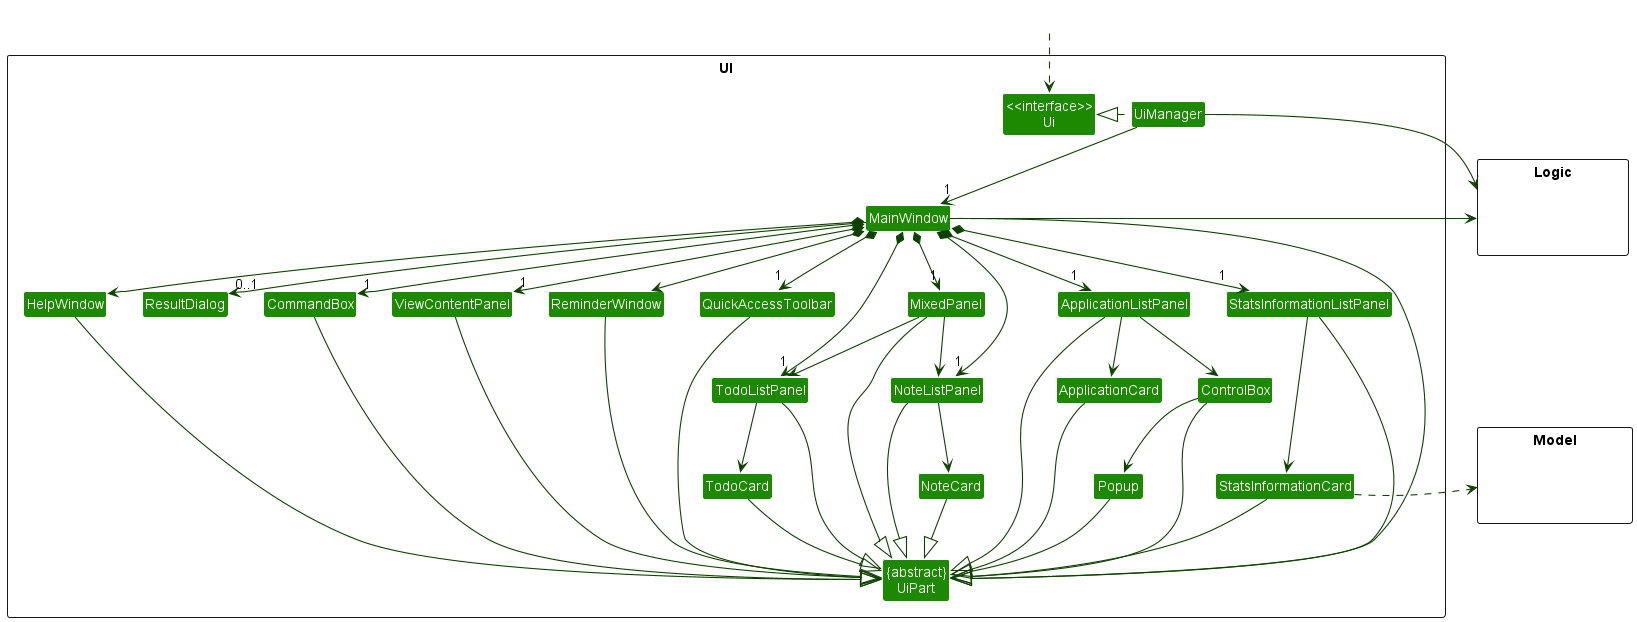 UI
<<interface>>
Ui
UiManager
Logic
1
MainWindow
0..1
1
1
1
1
1
1
HelpWindow
ResultDialog
CommandBox
ViewContentPanel
ReminderWindow
QuickAccessToolbar
MixedPanel
ApplicationListPanel
StatsInformationListPanel
1
1
TodoListPanel
NoteListPanel
ApplicationCard
ControlBox
Model
TodoCard
NoteCard
Popup
StatsInformationCard
{abstract}
UiPart